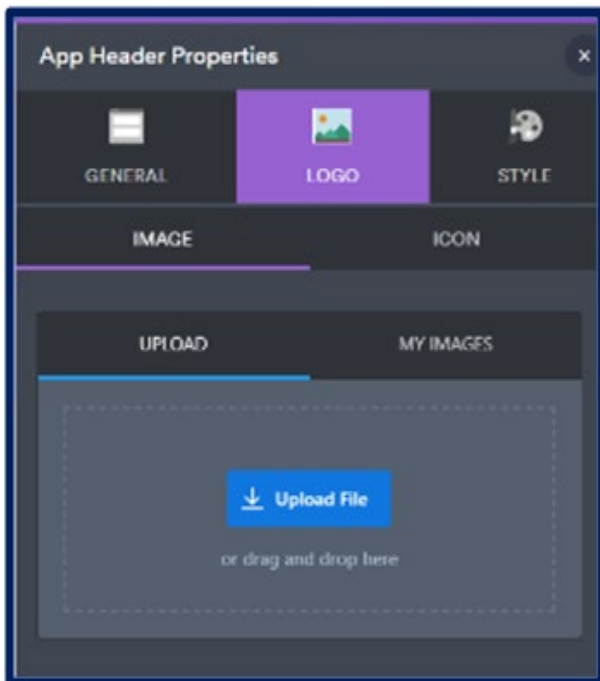 App Header Properties ×
GENERAL LOGO STYLE
IMAGE ICON
UPLOAD MY IMAGES
Upload File
or drag and drop here